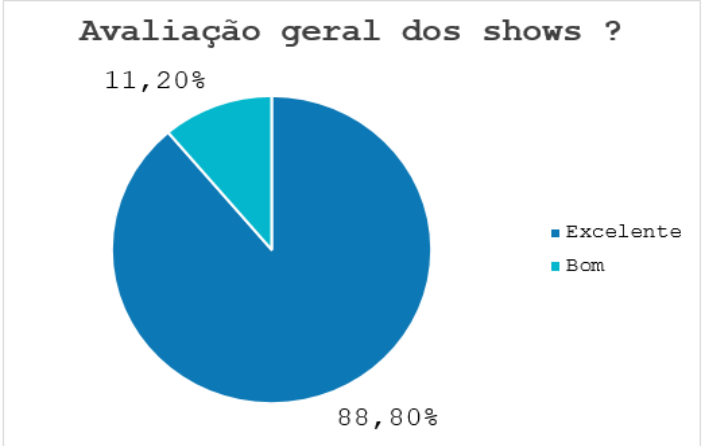 Avaliação geral dos shows ?
11,20%
Excelente
Bom
88,80%